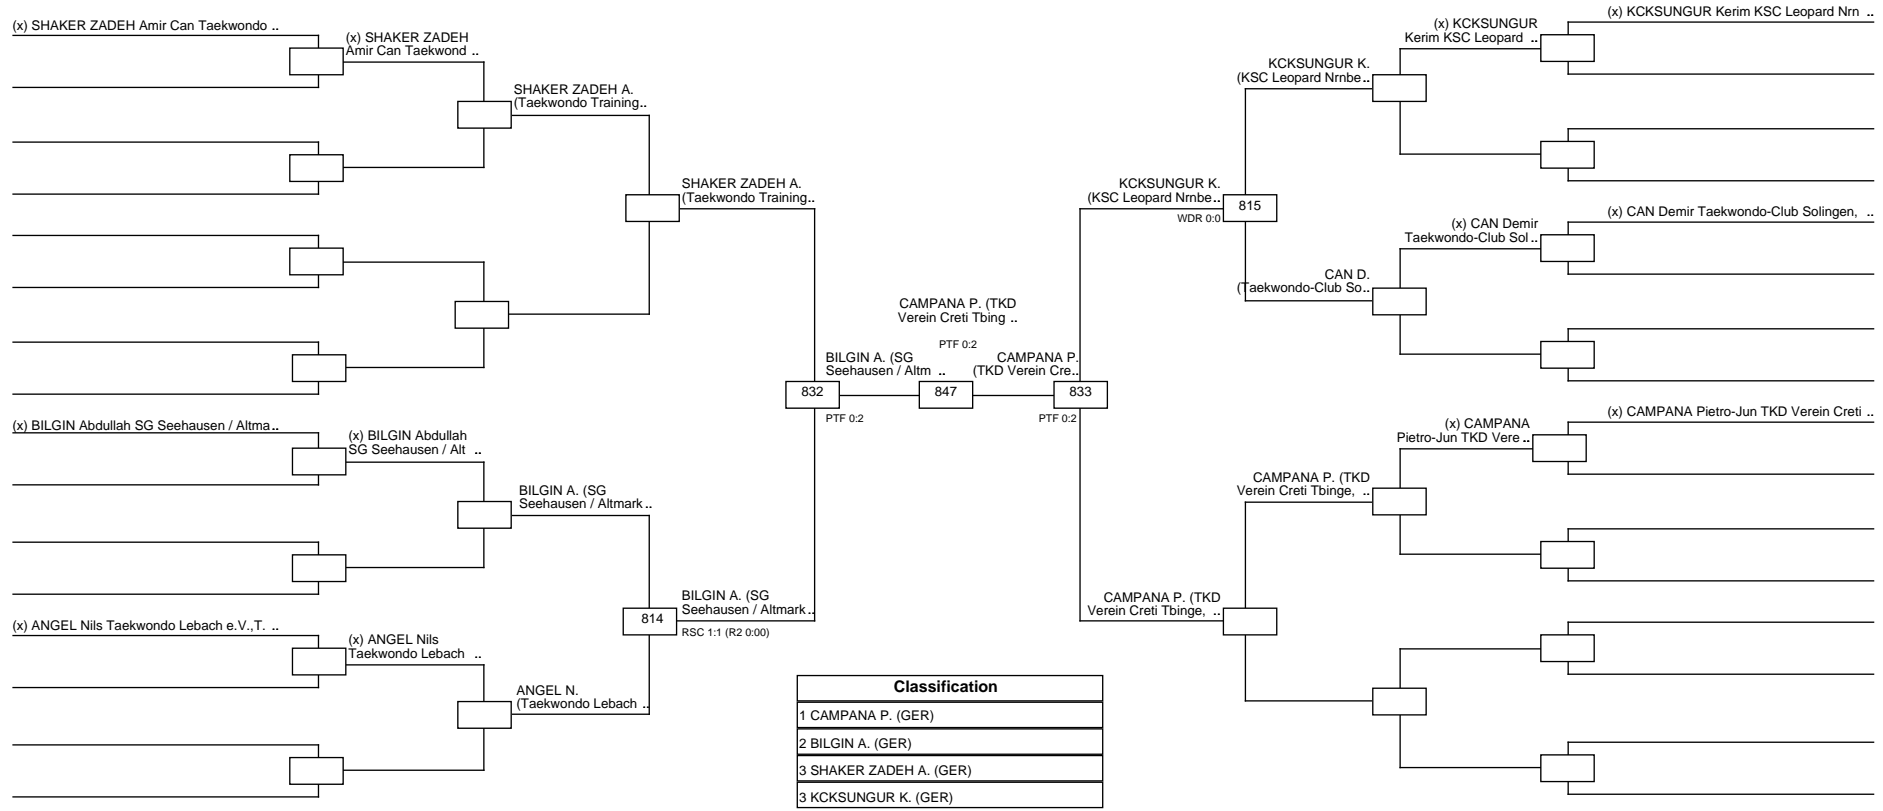 (x) SHAKER ZADEH Amir Can Taekwondo ..
(x) SHAKER ZADEH
Amir Can Taekwond ..
SHAKER ZADEH A.
(Taekwondo Training..
SHAKER ZADEH A.
(Taekwondo Training..
(x) BILGIN Abdullah SG Seehausen / Altma..
(x) BILGIN Abdullah
SG Seehausen / Alt ..
BILGIN A. (SG
Seehausen / Altmark ..
814
BILGIN A. (SG
Seehausen / Altmark ..
RSC 1:1 (R2 0:00)
(x) ANGEL Nils Taekwondo Lebach e.V.,T. ..
(x) ANGEL Nils
Taekwondo Lebach ..
ANGEL N.
(Taekwondo Lebach ..
832
PTF 0:2
BILGIN A. (SG
Seehausen / Altm ..
CAMPANA P. (TKD
Verein Creti Tbing ..
PTF 0:2
847
CAMPANA P.
(TKD Verein Cre..
833
PTF 0:2
(x) KCKSUNGUR Kerim KSC Leopard Nrn ..
(x) KCKSUNGUR
Kerim KSC Leopard ..
KCKSUNGUR K.
(KSC Leopard Nrnbe..
KCKSUNGUR K.
(KSC Leopard Nrnbe..
815
WDR 0:0
(x) CAN Demir Taekwondo-Club Solingen, ..
(x) CAN Demir
Taekwondo-Club Sol ..
CAN D.
(Taekwondo-Club So..
(x) CAMPANA Pietro-Jun TKD Verein Creti ..
(x) CAMPANA
Pietro-Jun TKD Vere ..
CAMPANA P. (TKD
Verein Creti Tbinge, ..
CAMPANA P. (TKD
Verein Creti Tbinge, ..
Classification
1 CAMPANA P. (GER)
2 BILGIN A. (GER)
3 SHAKER ZADEH A. (GER)
3 KCKSUNGUR K. (GER)